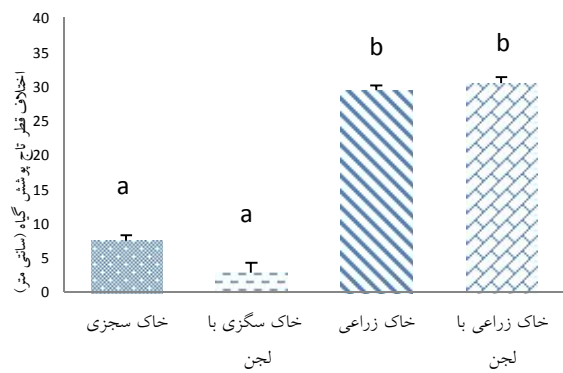 اختلاف قطر تاج پوشش گیاه (سانتی متر)
40
35
30
25
20
15
10
5
0
a
a
b
b
خاک سجزی
خاک سگزی با
لجن
خاک زراعی
خاک زراعی با
لجن